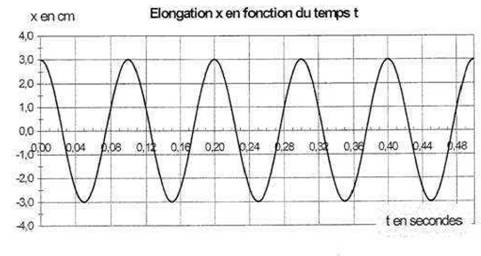 Elongation x en fonction du temps t
x en cm
4,0
3,0
2,0
1,0
0,0
-1,0
-2,0
-3,0
-4,0
0,00 0,04 0,08 0,12 0,16 0,20 0,24 0,28 0,32 0,36 0,40 0,44 0,48
t en secondes